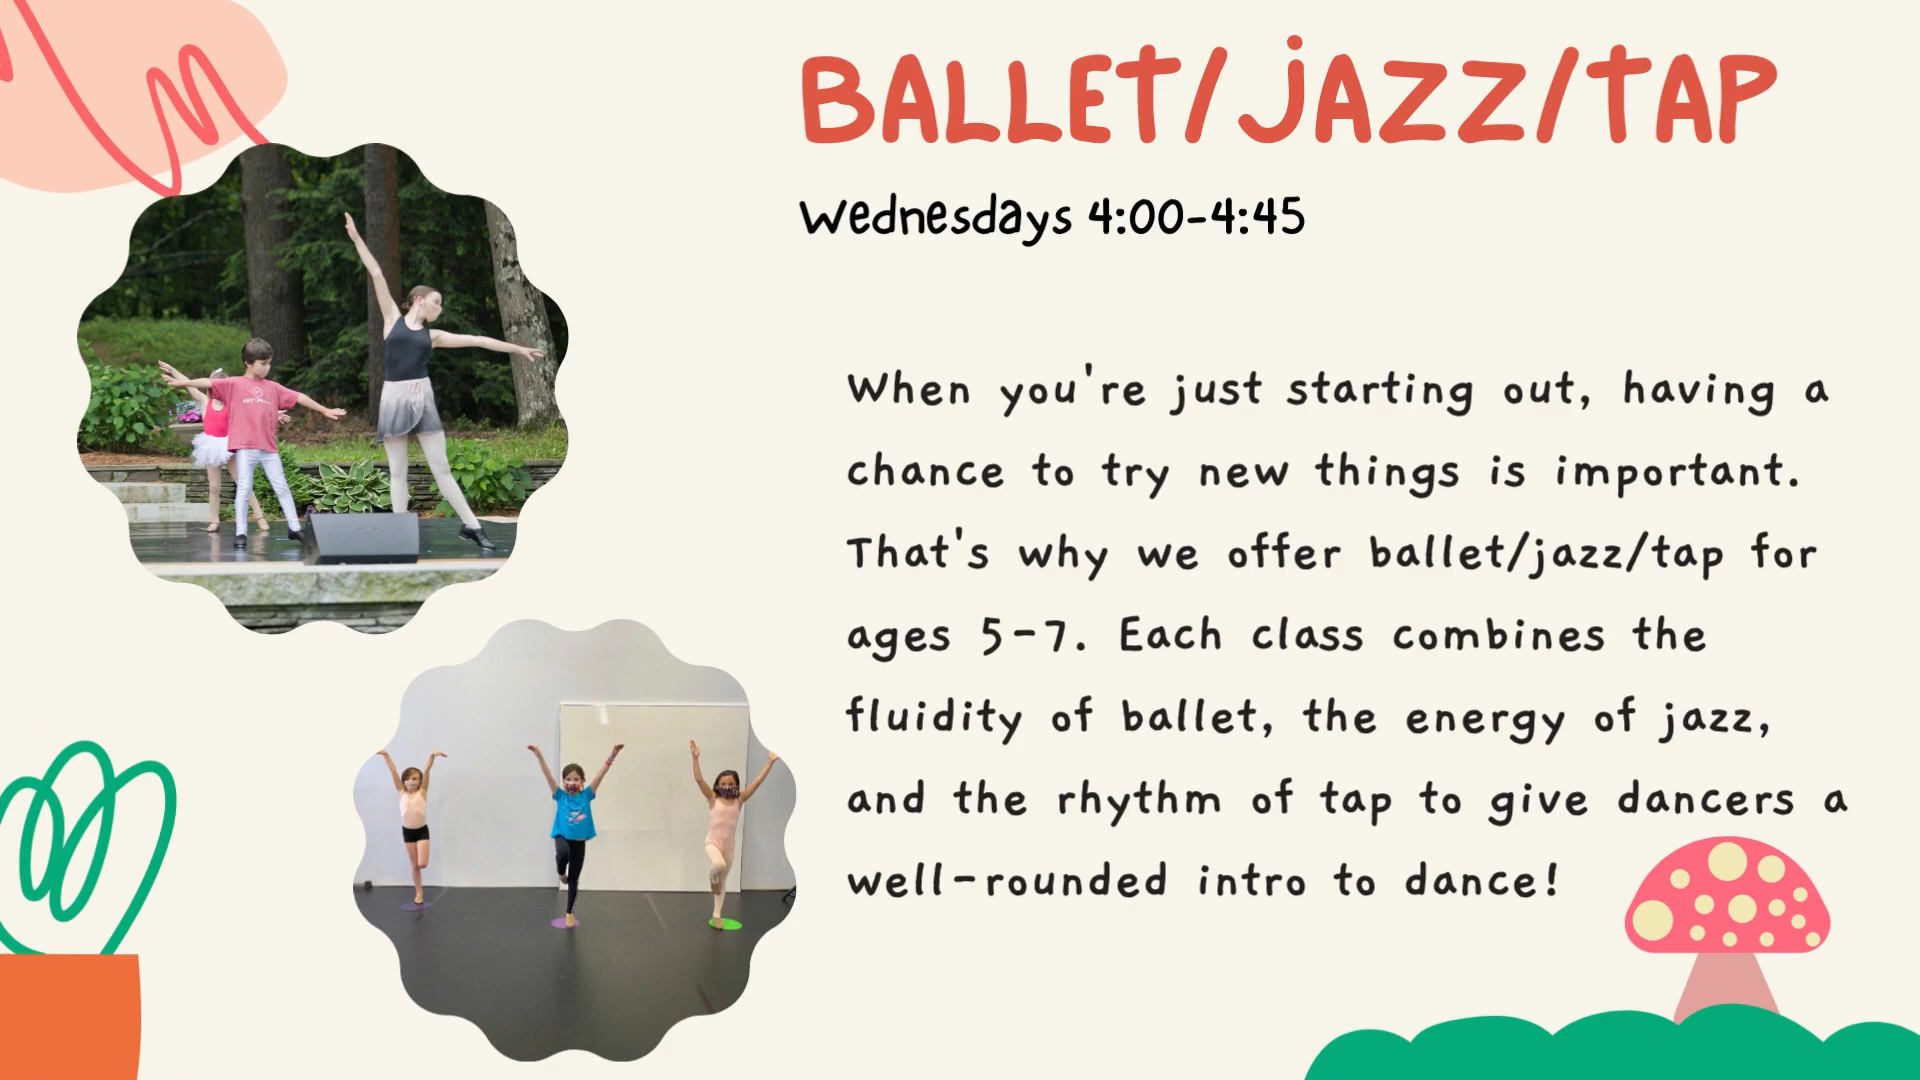 BALLET/JAZZ/TAP
Wednesdays 4:00-4:45
When you're just starting out, having a
chance to try new things is important.
That's why we offer ballet/jazz/tap for
ages 5-7. Each class combines the
fluidity of ballet, the energy of jazz,
and the rhythm of tap to give dancers a
well-rounded intro to dance!